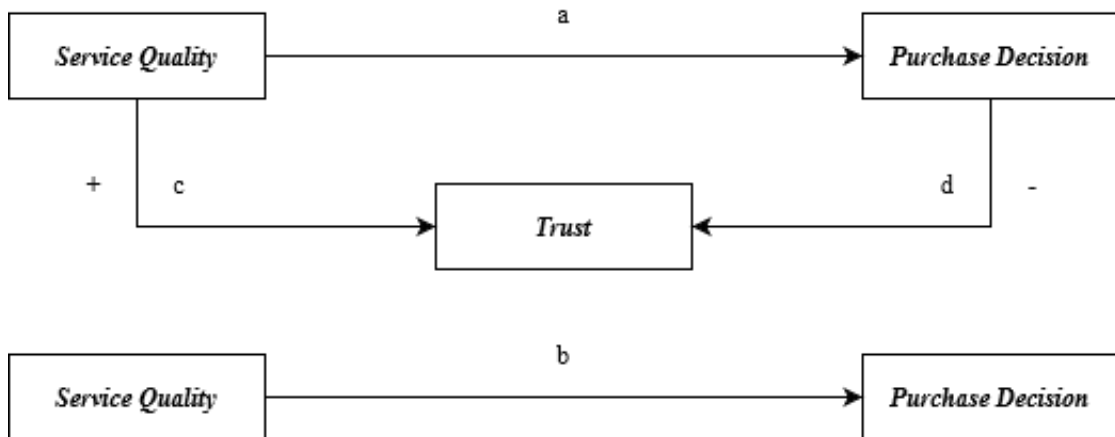 a
Service Quality
Purchase Decision
+
c
d
-
Trust
b
Service Quality
Purchase Decision